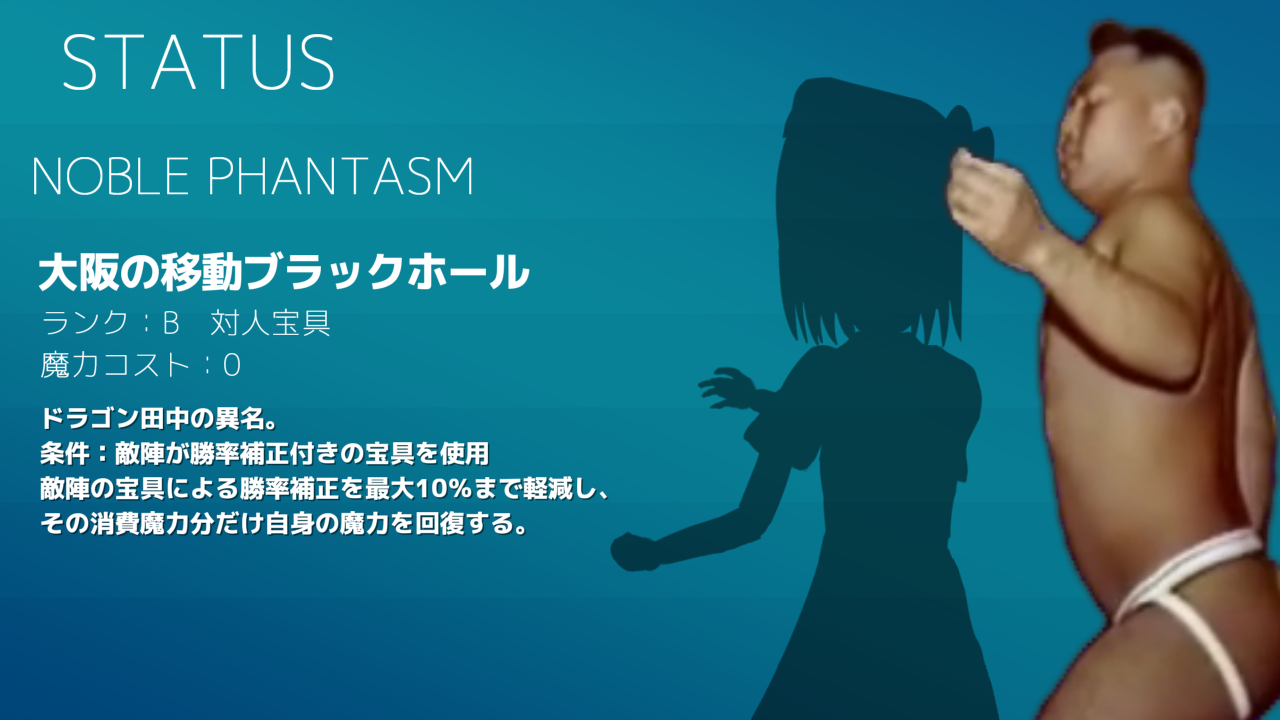 STATUS
NOBLE PHANTASM
大阪の移動ブラックホール
ランク：B　対人宝具
魔力コスト：0
ドラゴン田中の異名。
条件：敵陣が勝率補正付きの宝具を使用
敵陣の宝具による勝率補正を最大10%まで軽減し、
その消費魔力分だけ自身の魔力を回復する。